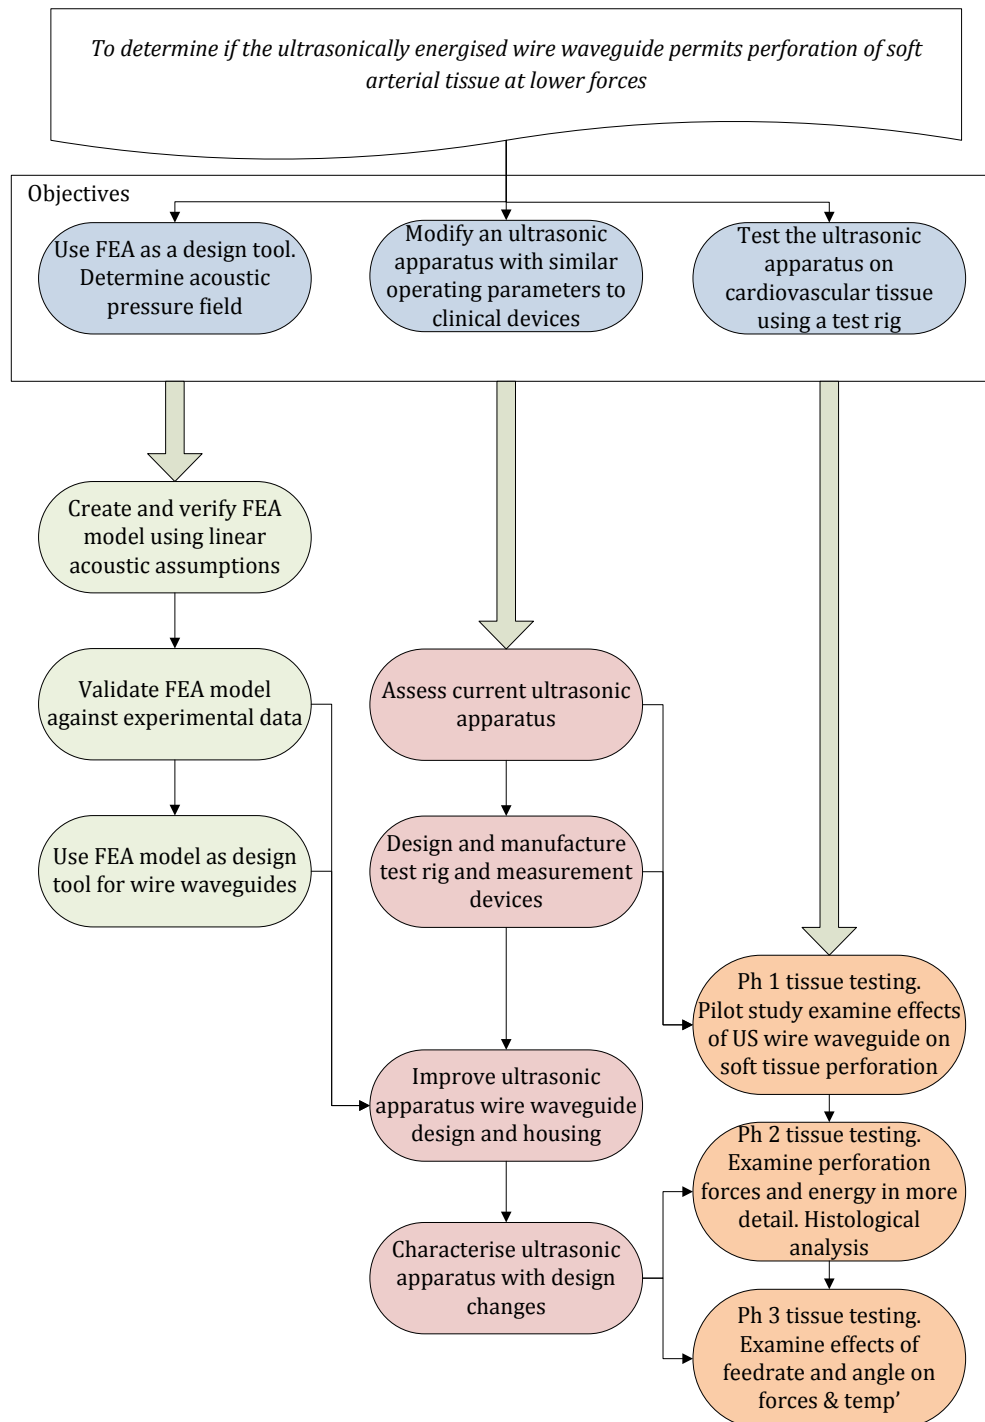 To determine if the ultrasonically energised wire waveguide permits perforation of soft
arterial tissue at lower forces
Objectives
Use FEA as a design tool.
Determine acoustic
pressure field
Modify an ultrasonic
apparatus with similar
operating parameters to
clinical devices
Test the ultrasonic
apparatus on
cardiovascular tissue
using a test rig
Create and verify FEA
model using linear
acoustic assumptions
Validate FEA model
against experimental data
Use FEA model as design
tool for wire waveguides
Assess current ultrasonic
apparatus
Design and manufacture
test rig and measurement
devices
Improve ultrasonic
apparatus wire waveguide
design and housing
Characterise ultrasonic
apparatus with design
changes
Ph 1 tissue testing.
Pilot study examine effects
of US wire waveguide on
soft tissue perforation
Ph 2 tissue testing.
Examine perforation
forces and energy in more
detail. Histological
analysis
Ph 3 tissue testing.
Examine effects of
feedrate and angle on
forces & temp’